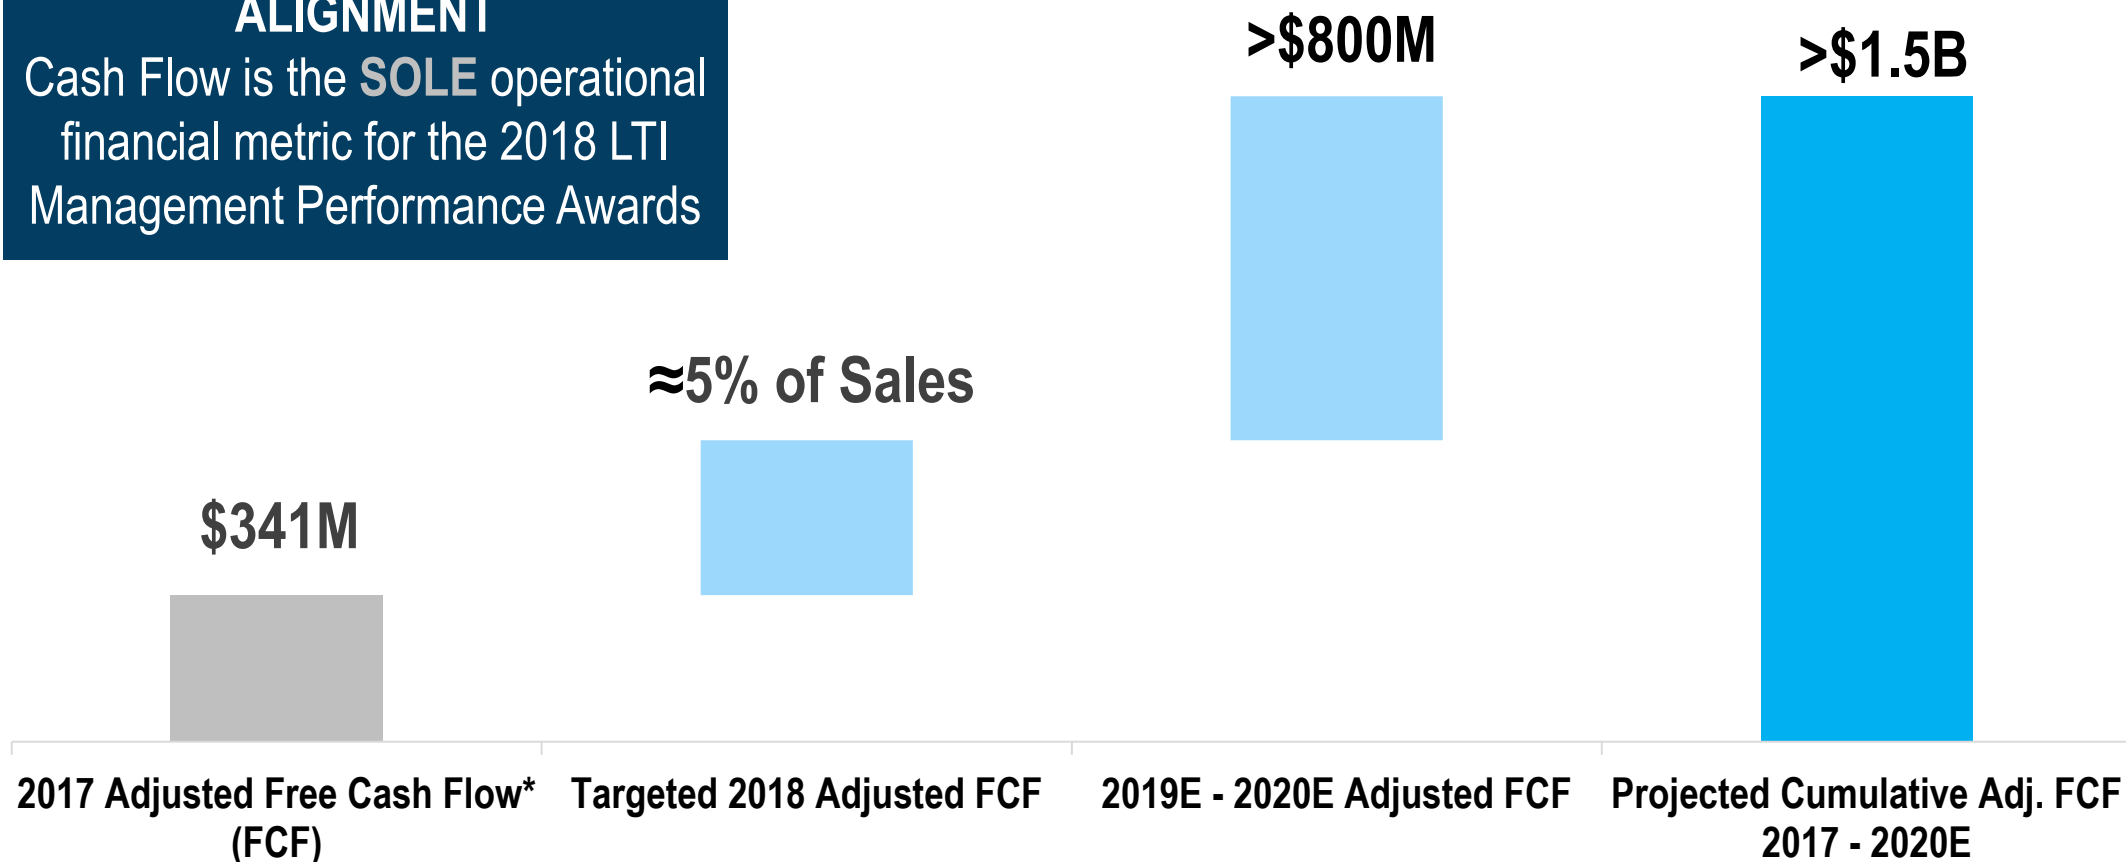 ALIGNMENT
Cash Flow is the SOLE operational
financial metric for the 2018 LTI
Management Performance Awards
>$800M
>$1.5B
≈5% of Sales
$341M
2017 Adjusted Free Cash Flow*
(FCF)
Targeted 2018 Adjusted FCF
2019E - 2020E Adjusted FCF
Projected Cumulative Adj. FCF
2017 - 2020E